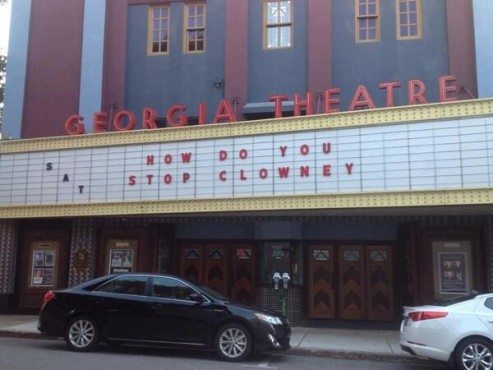 GEORGIA THEATRE
SAT
HOW DO YOU
STOP CLOWNEY